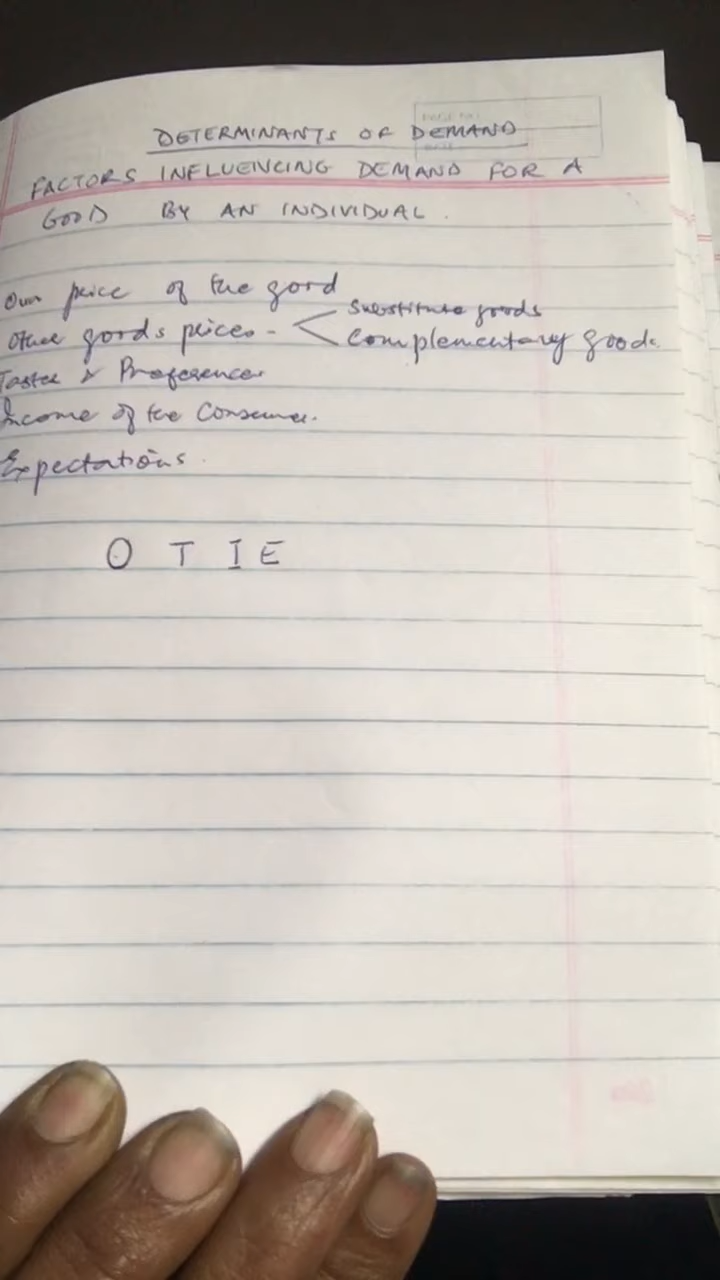 DETERMINANTS OF DEMAND
FACTORS INFLUENCING DEMAND FOR A
GOOD BY AN INDIVIDUAL.
Own price of the good
Other goods prices - < Substitute goods
Complementary goods.
Tastes & Preferences
Income of the Consumer.
Expectations.
O T I E